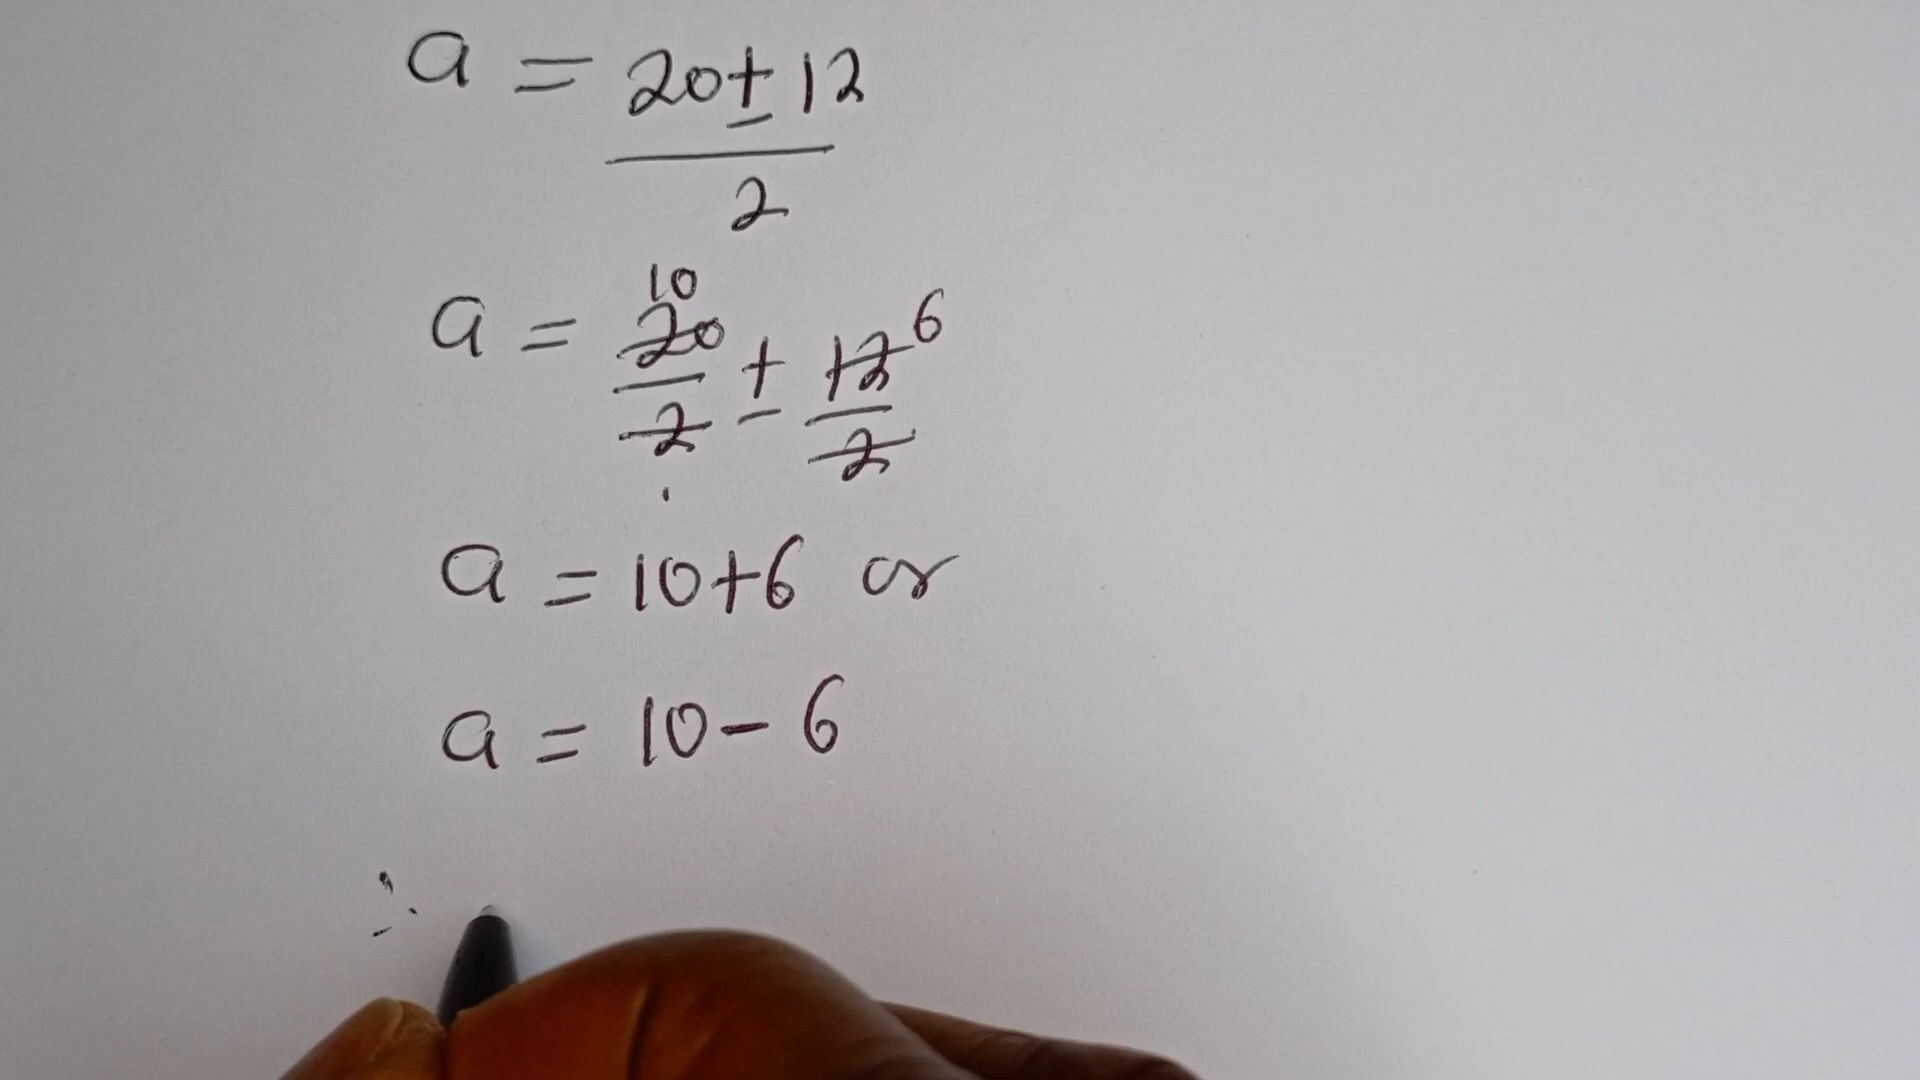 a = 20 ± 12
2
a = 20/2 ± 12/2
10 6
a = 10+6 or
a = 10 - 6
∴